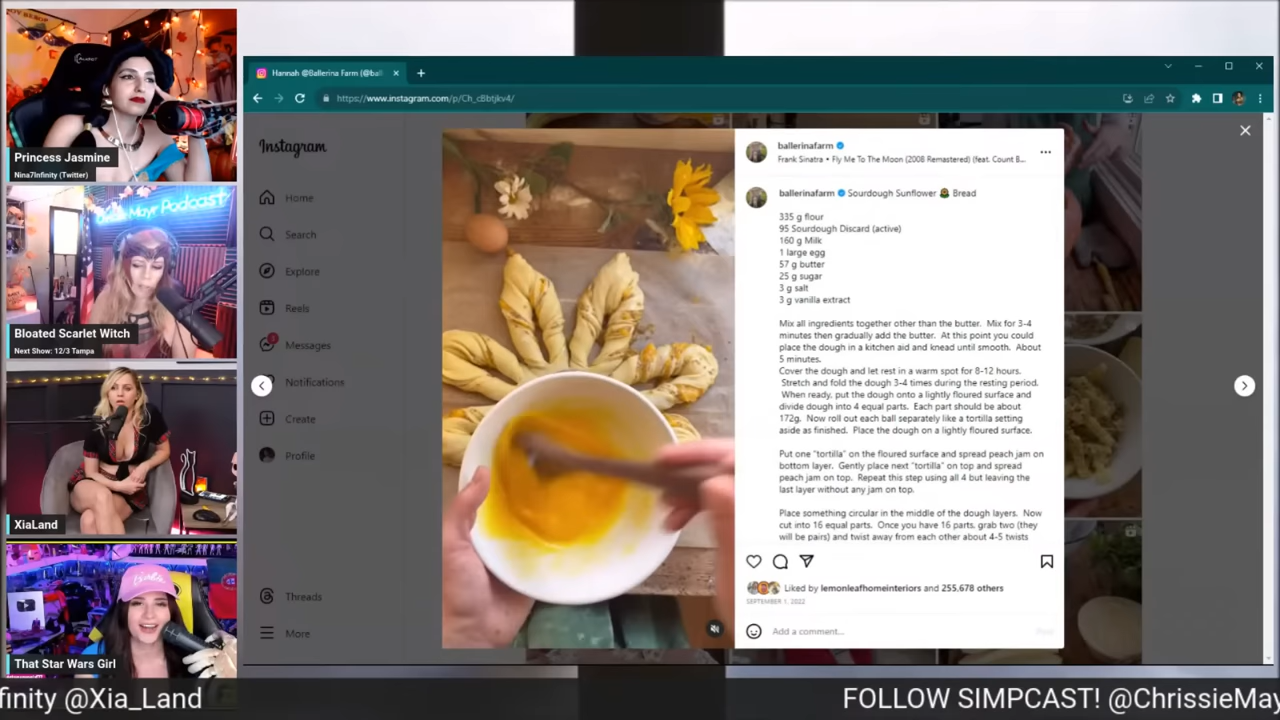 Princess Jasmine
Nina7Infinity (Twitter)
Chrissie Mayr Podcast
Bloated Scarlet Witch
Next Show: 12/3 Tampa
XiaLand
Barbie
That Star Wars Girl
Hannah @Ballerina Farm (@ball
https://www.instagram.com/p/Ch_cBbtjkv4/
Instagram
Home
Search
Explore
Reels
Messages
Notifications
Create
Profile
Threads
More
ballerinafarm
Frank Sinatra • Fly Me To The Moon (2008 Remastered) (feat. Count B...
ballerinafarm Sourdough Sunflower 🌻 Bread
335 g flour
95 Sourdough Discard (active)
160 g Milk
1 large egg
57 g butter
25 g sugar
3 g salt
3 g vanilla extract
Mix all ingredients together other than the butter. Mix for 3-4
minutes then gradually add the butter. At this point you could
place the dough in a kitchen aid and knead until smooth. About
5 minutes.
Cover the dough and let rest in a warm spot for 8-12 hours.
Stretch and fold the dough 3-4 times during the resting period.
When ready, put the dough onto a lightly floured surface and
divide dough into 4 equal parts. Each part should be about
172g. Now roll out each ball separately like a tortilla setting
aside as finished. Place the dough on a lightly floured surface.
Put one "tortilla" on the floured surface and spread peach jam on
bottom layer. Gently place next "tortilla" on top and spread
peach jam on top. Repeat this step using all 4 but leaving the
last layer without any jam on top.
Place something circular in the middle of the dough layers. Now
cut into 16 equal parts. Once you have 16 parts, grab two (they
will be pairs) and twist away from each other about 4-5 twists
Liked by lemonleafhomeinteriors and 255,678 others
SEPTEMBER 1, 2022
Add a comment...
Post
nfinity @Xia_Land
FOLLOW SIMPCAST! @ChrissieMay